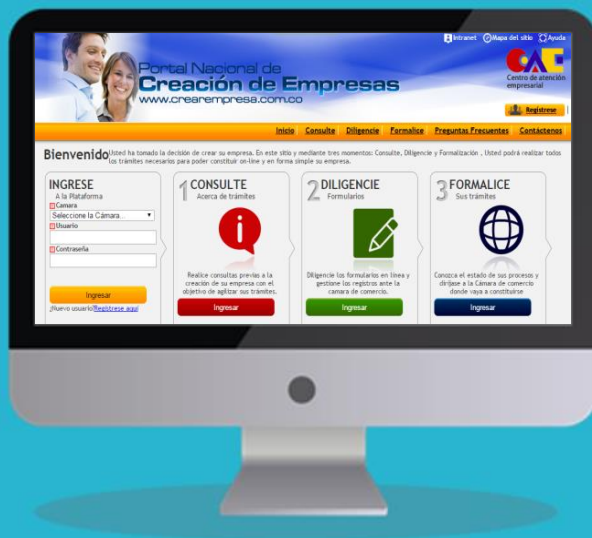 Intranet Mapa del sitio Ayuda
Portal Nacional de
Creación de Empresas
www.crearempresa.com.co
CAE
Centro de atención
empresarial
Registrese
Inicio Consulte Diligencie Formalice Preguntas Frecuentes Contáctenos
Bienvenido Usted ha tomado la decisión de crear su empresa. En este sitio y mediante tres momentos: Consulte, Diligencie y Formalización , Usted podrá realizar todos
los trámites necesarios para poder constituir on-line y en forma simple su empresa.
INGRESE
A la Plataforma
Camara
Seleccione la Cámara...
Usuario
Contraseña
Ingresar
¿Nuevo usuario?Registrese aquí
1 CONSULTE
Acerca de trámites
Realice consultas previas a la
creación de su empresa con el
objetivo de agilizar sus trámites.
Ingresar
2 DILIGENCIE
Formularios
Diligencie los formularios en línea y
gestione los registros ante la
camara de comercio.
Ingresar
3 FORMALICE
Sus trámites
Conozca el estado de sus procesos y
diríjase a la Cámara de comercio
donde vaya a constituirse
Ingresar